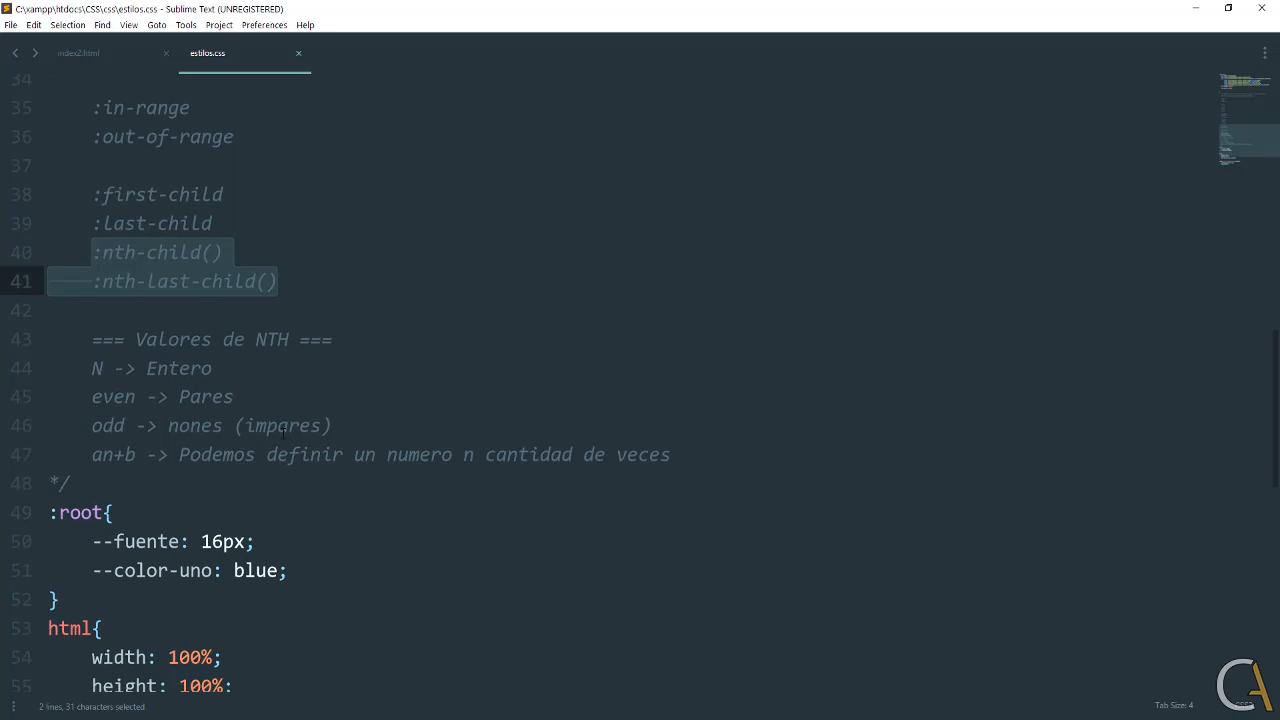 C:\xampp\htdocs\CSS\css\estilos.css - Sublime Text (UNREGISTERED)
File Edit Selection Find View Goto Tools Project Preferences Help
index2.html estilos.css
34
35 :in-range
36 :out-of-range
37
38 :first-child
39 :last-child
40 :nth-child()
41 :nth-last-child()
42
43 === Valores de NTH ===
44 N -> Entero
45 even -> Pares
46 odd -> nones (impares)
47 an+b -> Podemos definir un numero n cantidad de veces
48 */
49 :root{
50 --fuente: 16px;
51 --color-uno: blue;
52 }
53 html{
54 width: 100%;
55 height: 100%;
2 lines, 31 characters selected
Tab Size: 4
CA